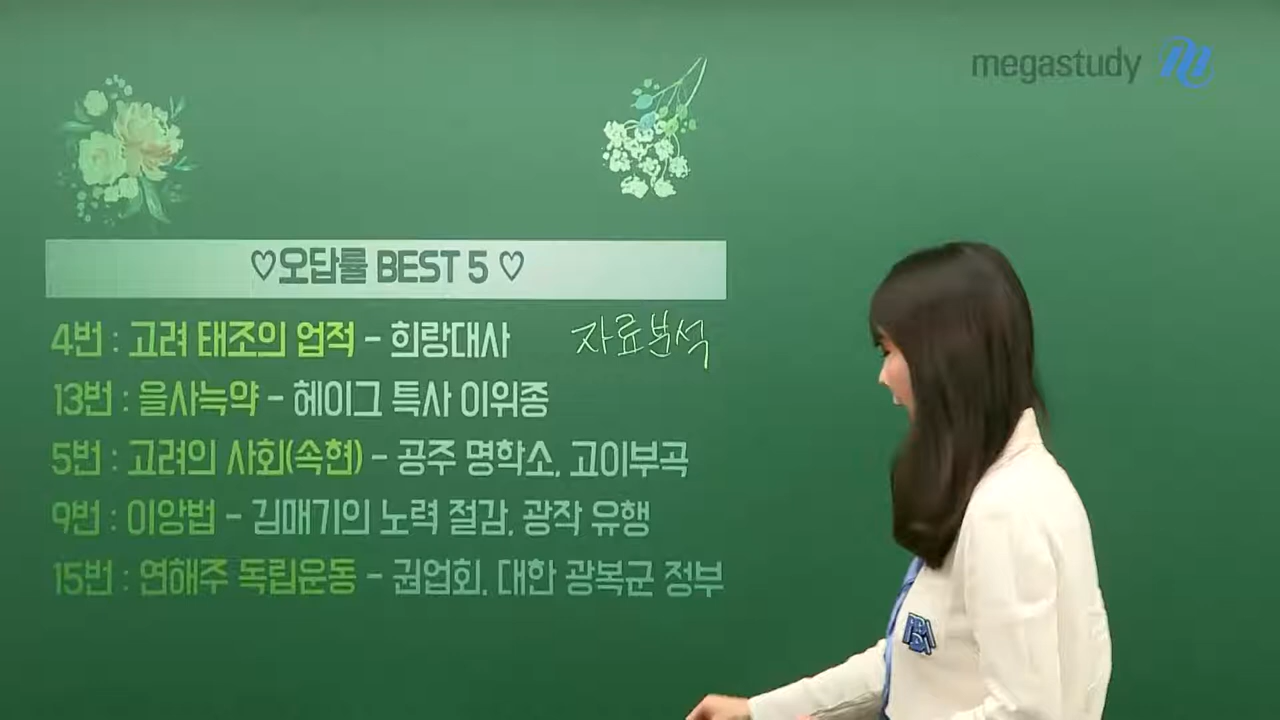 megastudy
♡오답률 BEST 5 ♡
4번 : 고려 태조의 업적 - 희랑대사 자료분석
13번 : 을사늑약 - 헤이그 특사 이위종
5번 : 고려의 사회(속현) - 공주 명학소, 고이부곡
9번 : 이앙법 - 김매기의 노력 절감, 광작 유행
15번 : 연해주 독립운동 - 권업회, 대한 광복군 정부